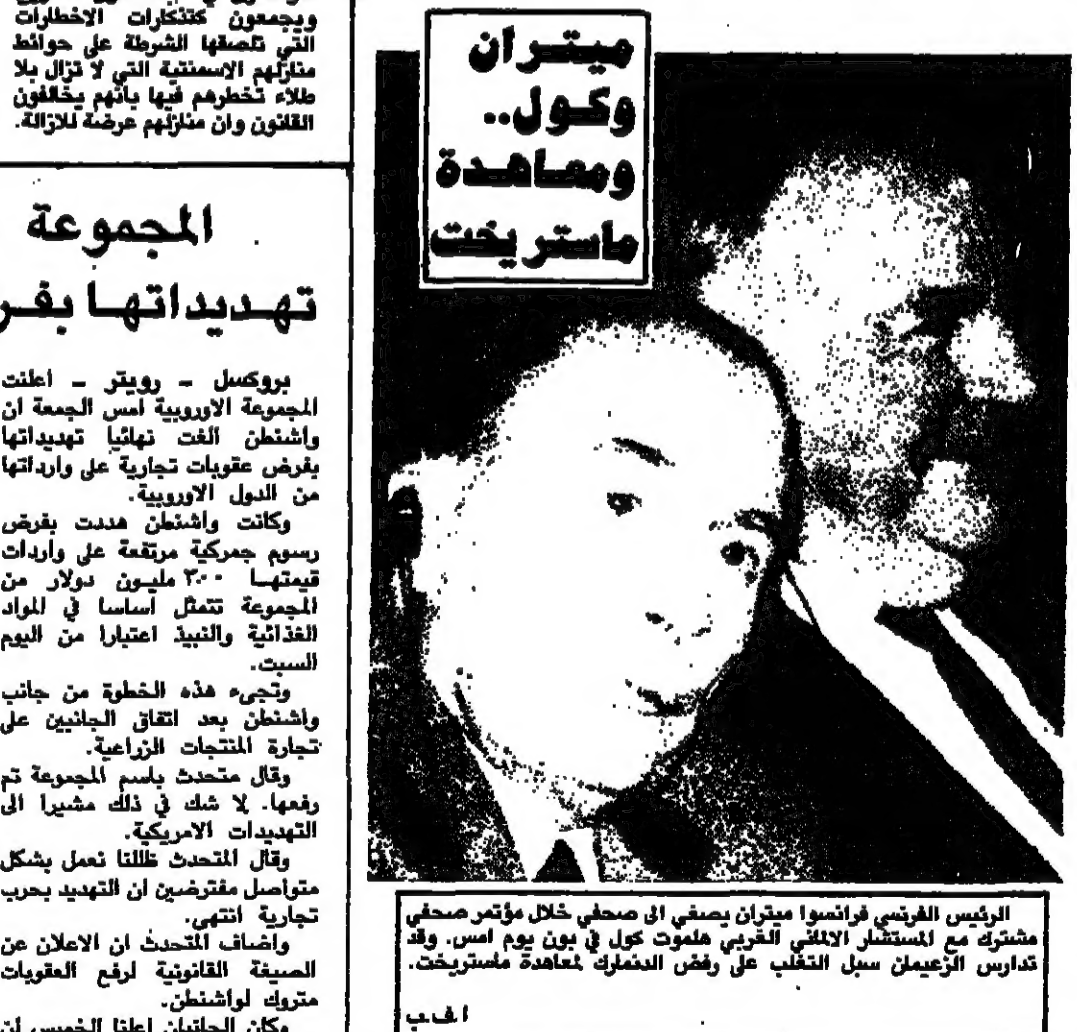 ميتران
وكول..
ومعاهدة
ماستريخت
الرئيس الفرنسي فرانسوا ميتران يصغي الى صحفي خلال مؤتمر صحفي
مشترك مع المستشار الالماني الغربي هلموت كول في بون يوم امس. وقد
تدارس الزعيمان سبل التغلب على رفض الدنمارك لمعاهدة ماستريخت.
ا ف ب
ويجمعون كتذكارات الاخطارات
التي تلصقها الشرطة على حوائط
منازلهم الاسمنتية التي لا تزال بلا
طلاء تخطرهم فيها بانهم يخالفون
القانون وان منازلهم عرضة للازالة.
المجموعة
تهديداتها بفر
بروكسل - رويتر - اعلنت
المجموعة الاوروبية امس الجمعة ان
واشنطن الغت نهائيا تهديداتها
بفرض عقوبات تجارية على وارداتها
من الدول الاوروبية.
وكانت واشنطن هددت بفرض
رسوم جمركية مرتفعة على واردات
قيمتها ٣٠٠ مليون دولار من
المجموعة تتمثل اساسا في المواد
الغذائية والنبيذ اعتبارا من اليوم
السبت.
وتجىء هذه الخطوة من جانب
واشنطن بعد اتفاق الجانبين على
تجارة المنتجات الزراعية.
وقال متحدث باسم المجموعة تم
رفعها. لا شك في ذلك مشيرا الى
التهديدات الامريكية.
وقال المتحدث ظللنا نعمل بشكل
متواصل مفترضين ان التهديد بحرب
تجارية انتهى.
واضاف المتحدث ان الاعلان عن
الصيغة القانونية لرفع العقوبات
متروك لواشنطن.
وكان الجانبان اعلنا الخميس ان